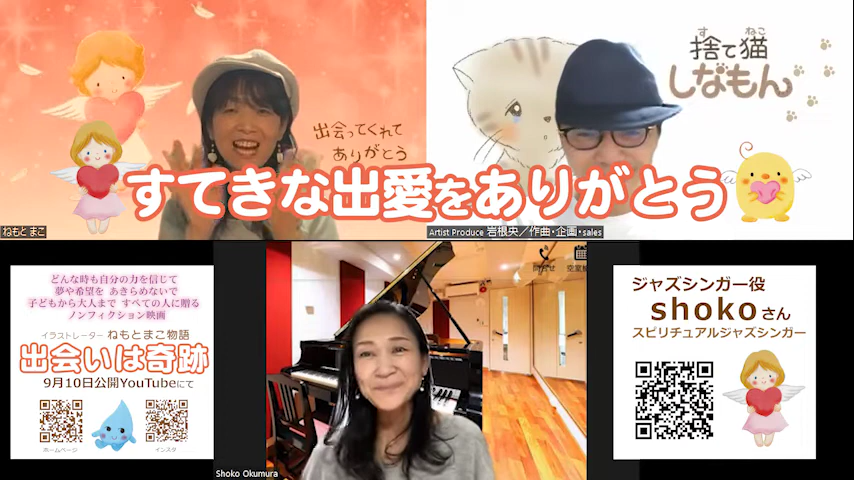 出会ってくれて
ありがとう
すてねこ
捨て猫
しなもん
すてきな出愛をありがとう
ねもと まこ
Artist Produce 岩根央／作曲・企画・sales
どんな時も自分の力を信じて
夢や希望を あきらめないで
子どもから大人まで すべての人に贈る
ノンフィクション映画
イラストレーター ねもとまこ物語
出会いは奇跡
9月10日公開YouTubeにて
ホームページ
インスタ
Shoko Okumura
ジャズシンガー役
shokoさん
スピリチュアルジャズシンガー